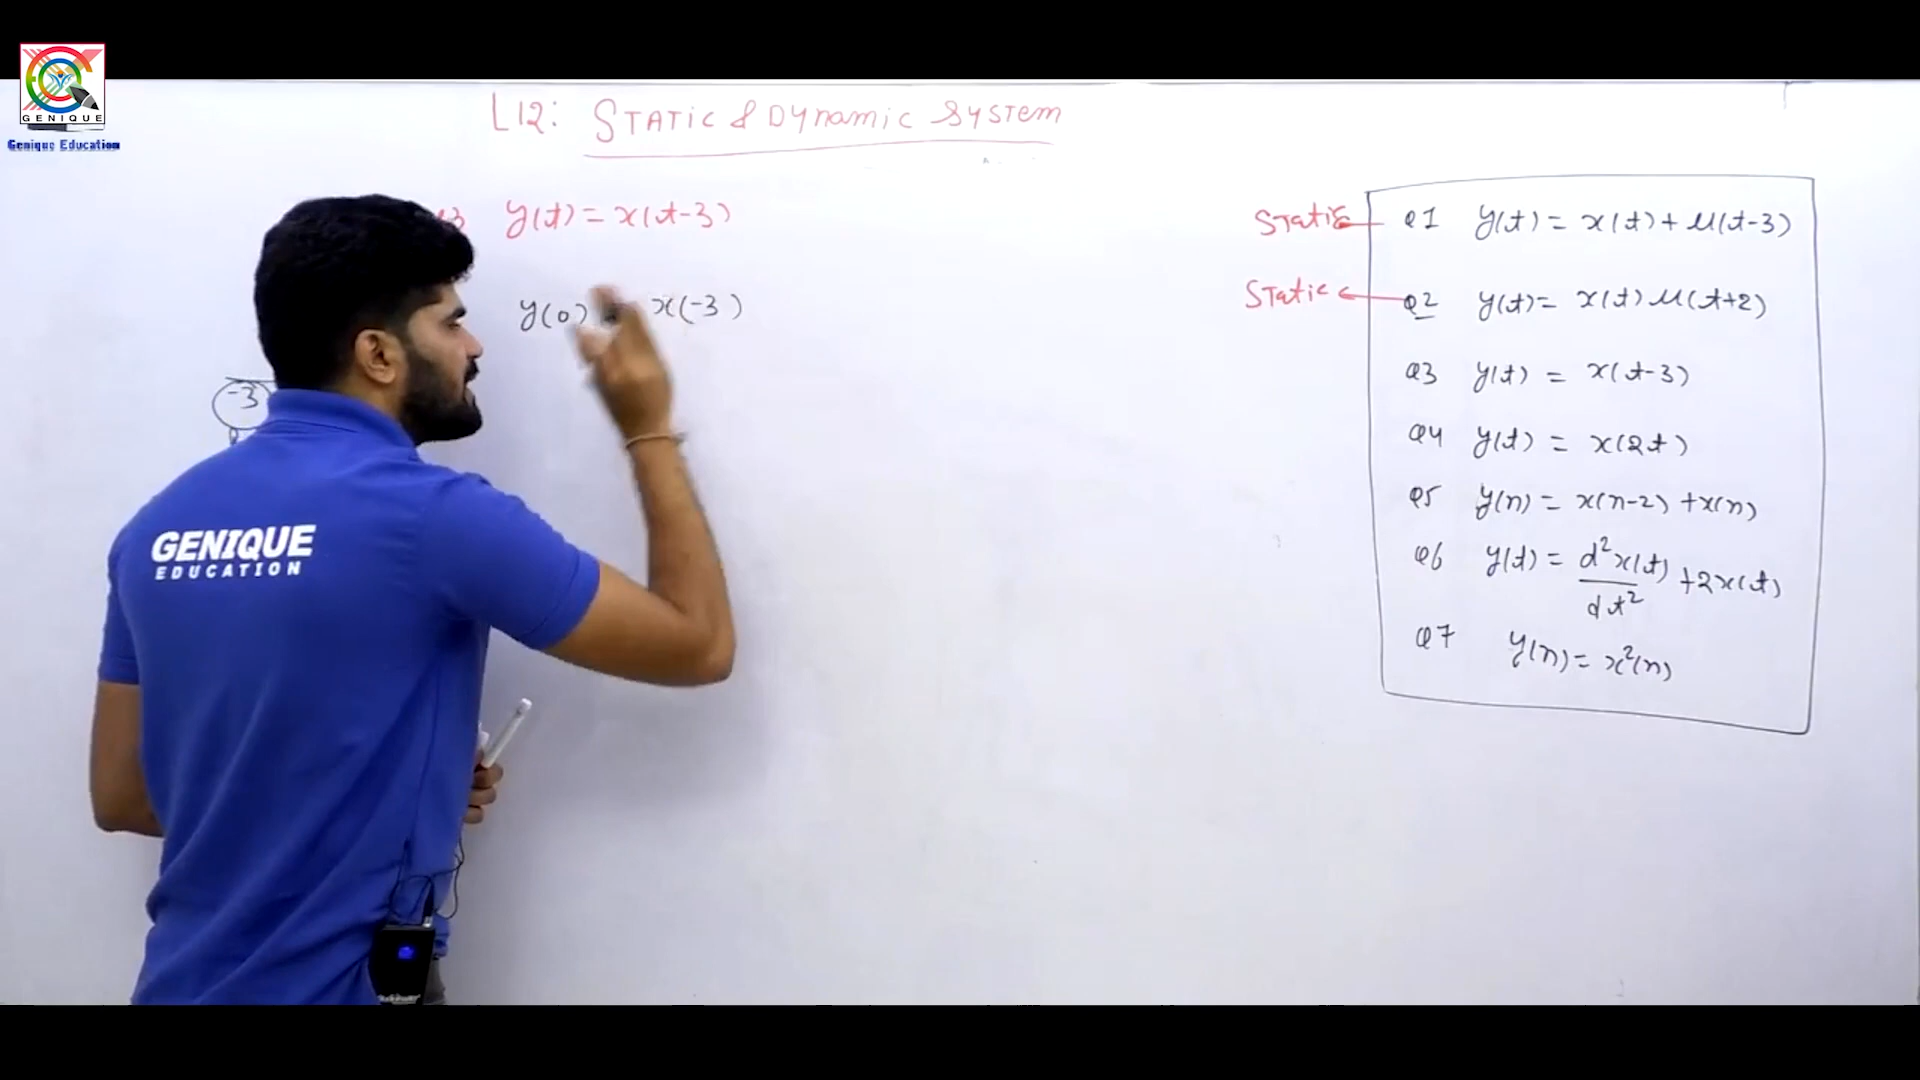 GENIQUE
Genique Education
L12: STATIC & DYNAMIC SYSTEM
y(t) = x(t-3)
y(0) x(-3)
-3
GENIQUE
EDUCATION
Static Q1 y(t) = x(t) + u(t-3)
Static Q2 y(t) = x(t) u(t+2)
Q3 y(t) = x(t-3)
Q4 y(t) = x(2t)
Q5 y(n) = x(n-2) + x(n)
Q6 y(t) = d²x(t)/dt² + 2x(t)
Q7 y(n) = x²(n)